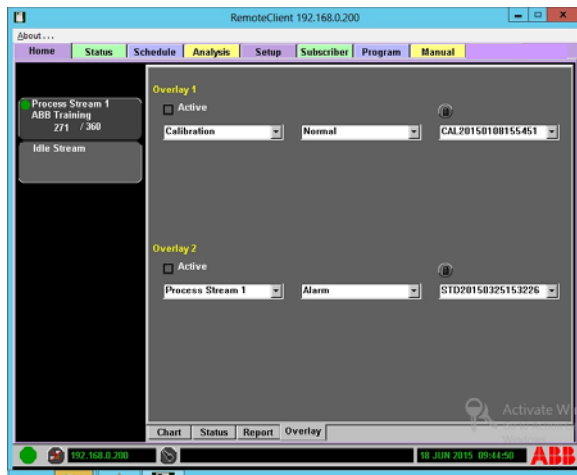 RemoteClient 192.168.0.200
About...
Home Status Schedule Analysis Setup Subscriber Program Manual
Process Stream 1
ABB Training
271 / 360
Idle Stream
Overlay 1
Active
Calibration Normal CAL20150108155451
Overlay 2
Active
Process Stream 1 Alarm STD20150325153226
Activate W
Chart Status Report Overlay
192.168.0.200 18 JUN 2015 09:44:50 ABB